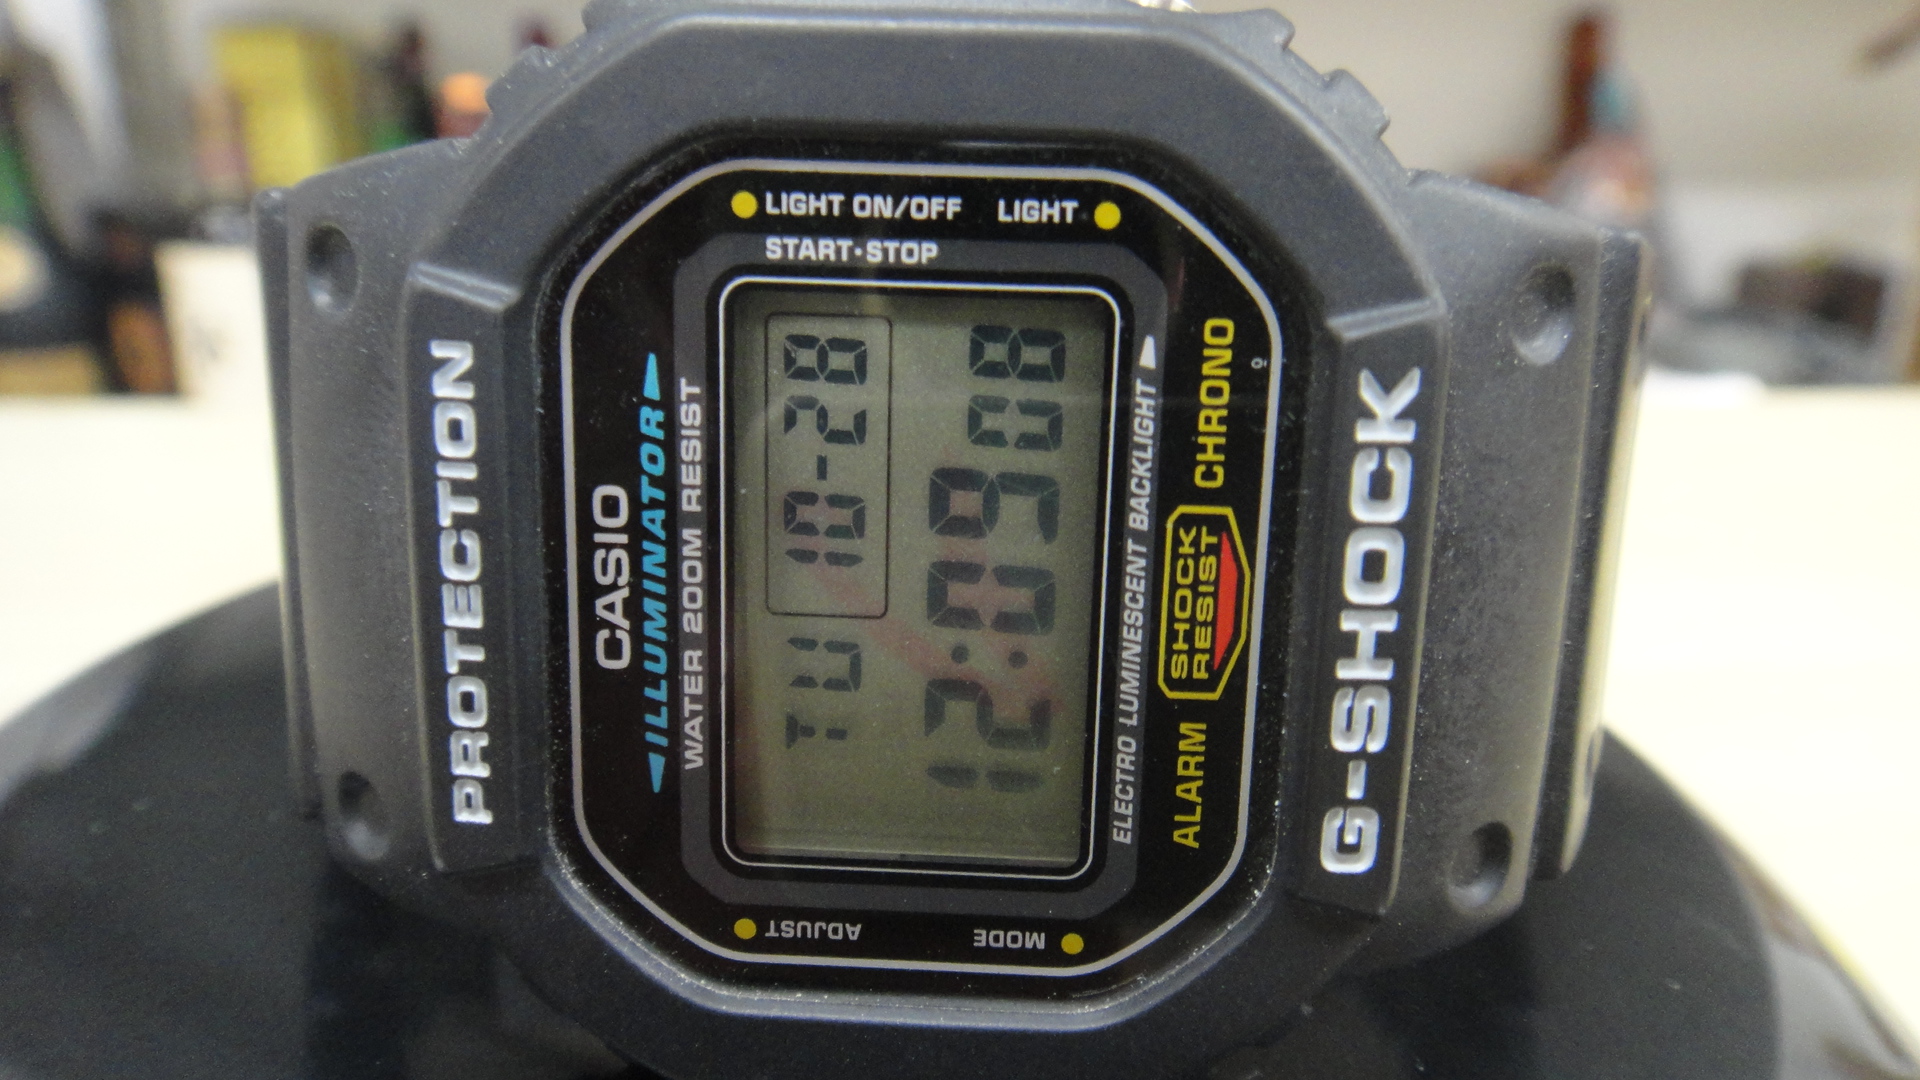 PROTECTION
CASIO
ILLUMINATOR
WATER 200M RESIST
ADJUST
LIGHT ON/OFF
START·STOP
TU 10-28
12:09 08
MODE
LIGHT
ELECTRO LUMINESCENT BACKLIGHT
ALARM
SHOCK
RESIST
CHRONO
G-SHOCK